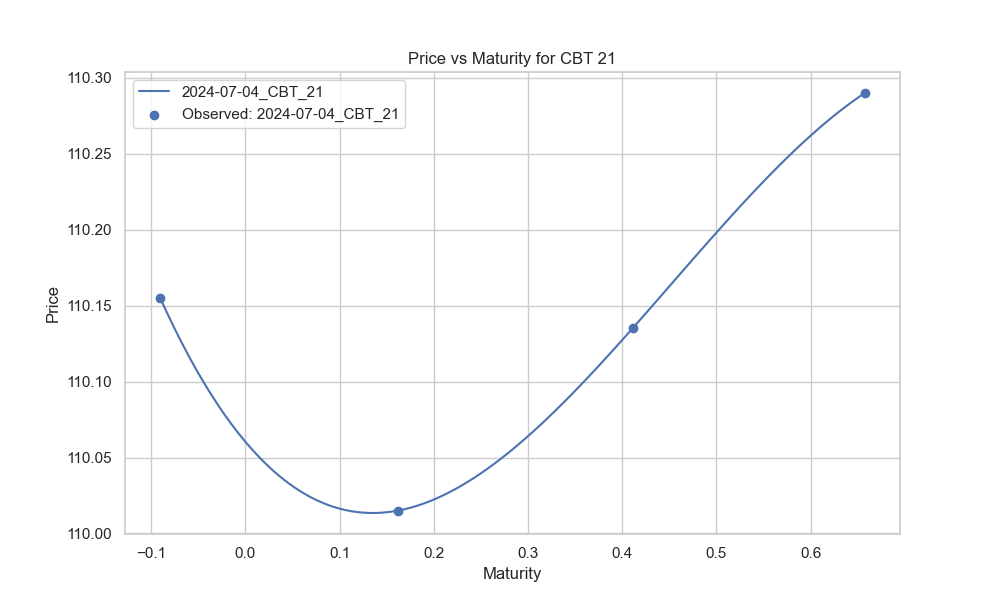 Price vs Maturity for CBT 21
2024-07-04_CBT_21
Observed: 2024-07-04_CBT_21
110.30
110.25
110.20
110.15
110.10
110.05
110.00
Price
−0.1 0.0 0.1 0.2 0.3 0.4 0.5 0.6
Maturity